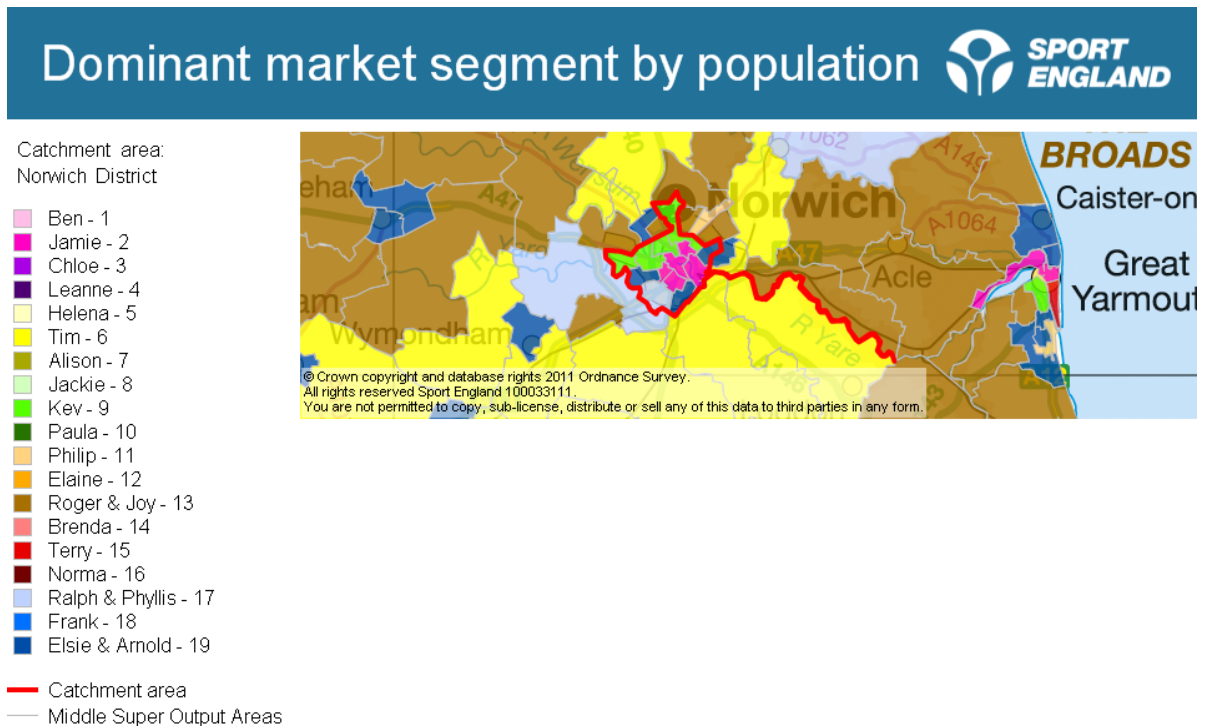 Dominant market segment by population
SPORT
ENGLAND
Catchment area:
Norwich District
Ben - 1
Jamie - 2
Chloe - 3
Leanne - 4
Helena - 5
Tim - 6
Alison - 7
Jackie - 8
Kev - 9
Paula - 10
Philip - 11
Elaine - 12
Roger & Joy - 13
Brenda - 14
Terry - 15
Norma - 16
Ralph & Phyllis - 17
Frank - 18
Elsie & Arnold - 19
Catchment area
Middle Super Output Areas
1062
A149
BROADS
Caister-on
A47
Norwich
A1064
R Yare
A47
Acle
Great
Yarmout
Wymondham
R Yare
A146
© Crown copyright and database rights 2011 Ordnance Survey.
All rights reserved Sport England 100033111.
You are not permitted to copy, sub-license, distribute or sell any of this data to third parties in any form.